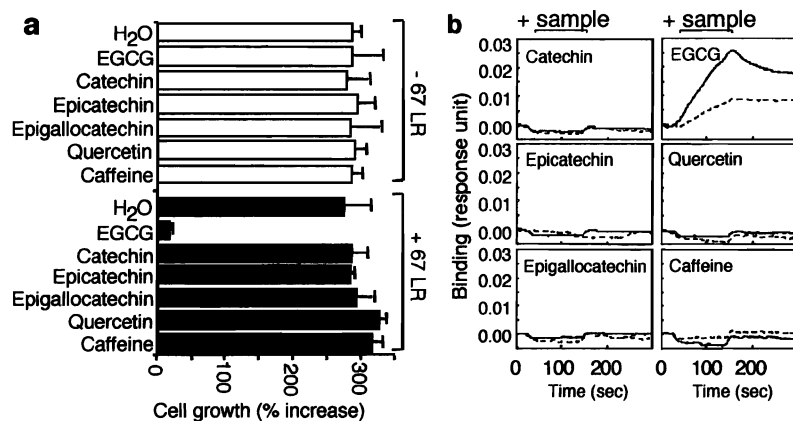 a
H2O
EGCG
Catechin
Epicatechin
Epigallocatechin
Quercetin
Caffeine
- 67 LR
H2O
EGCG
Catechin
Epicatechin
Epigallocatechin
Quercetin
Caffeine
+ 67 LR
0
100
200
300
Cell growth (% increase)
b
+ sample
+ sample
Binding (response unit)
0.03
0.02
0.01
0.00
Catechin
EGCG
0.03
0.02
0.01
0.00
Epicatechin
Quercetin
0.03
0.02
0.01
0.00
Epigallocatechin
Caffeine
0 100 200
0 100 200
Time (sec)
Time (sec)